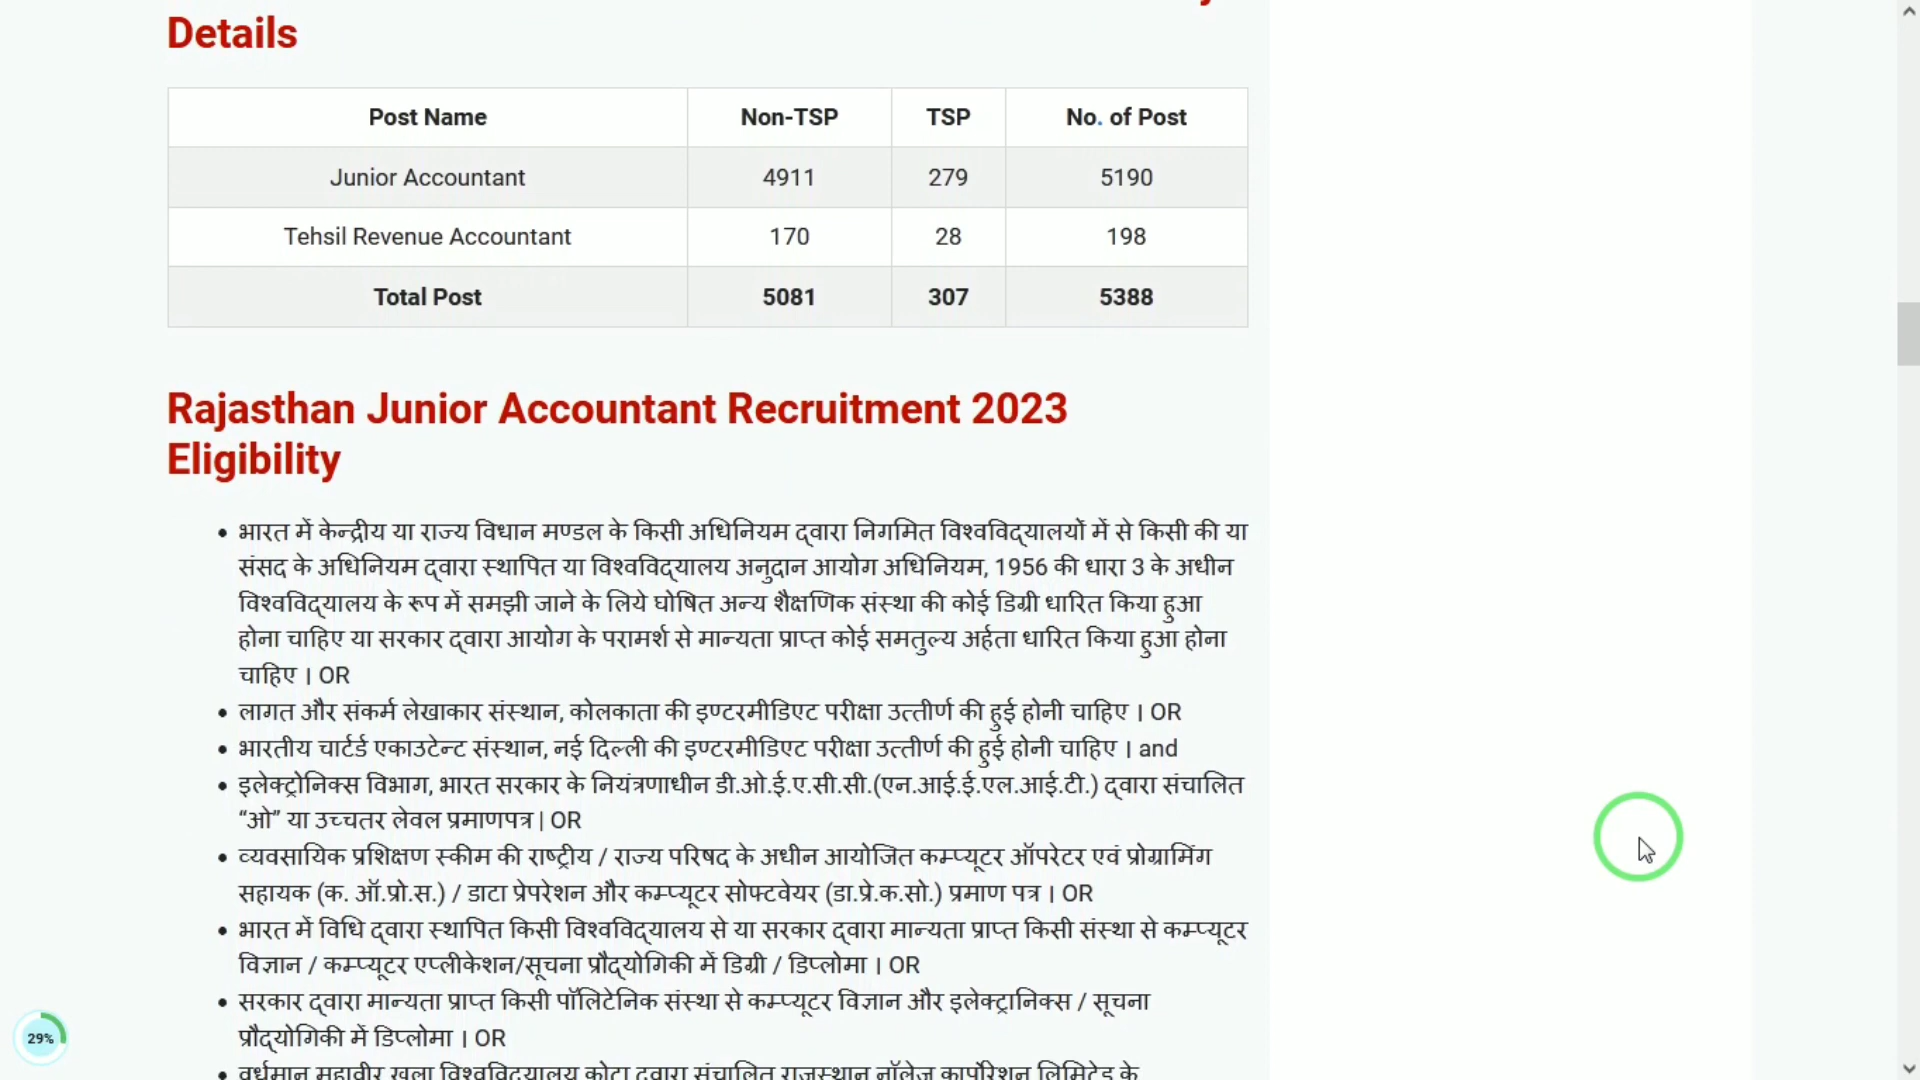 Details
Post Name Non-TSP TSP No. of Post
Junior Accountant 4911 279 5190
Tehsil Revenue Accountant 170 28 198
Total Post 5081 307 5388
Rajasthan Junior Accountant Recruitment 2023
Eligibility
• भारत में केन्द्रीय या राज्य विधान मण्डल के किसी अधिनियम द्वारा निगमित विश्वविद्यालयों में से किसी की या
संसद के अधिनियम द्वारा स्थापित या विश्वविद्यालय अनुदान आयोग अधिनियम, 1956 की धारा 3 के अधीन
विश्वविद्यालय के रूप में समझी जाने के लिये घोषित अन्य शैक्षणिक संस्था की कोई डिग्री धारित किया हुआ
होना चाहिए या सरकार द्वारा आयोग के परामर्श से मान्यता प्राप्त कोई समतुल्य अर्हता धारित किया हुआ होना
चाहिए । OR
• लागत और संकर्म लेखाकार संस्थान, कोलकाता की इण्टरमीडिएट परीक्षा उत्तीर्ण की हुई होनी चाहिए । OR
• भारतीय चार्टर्ड एकाउटेन्ट संस्थान, नई दिल्ली की इण्टरमीडिएट परीक्षा उत्तीर्ण की हुई होनी चाहिए । and
• इलेक्ट्रोनिक्स विभाग, भारत सरकार के नियंत्रणाधीन डी.ओ.ई.ए.सी.सी.(एन.आई.ई.एल.आई.टी.) द्वारा संचालित
“ओ” या उच्चतर लेवल प्रमाणपत्र | OR
• व्यवसायिक प्रशिक्षण स्कीम की राष्ट्रीय / राज्य परिषद के अधीन आयोजित कम्प्यूटर ऑपरेटर एवं प्रोग्रामिंग
सहायक (क. ऑ.प्रो.स.) / डाटा प्रेपरेशन और कम्प्यूटर सोफ्टवेयर (डा.प्रे.क.सो.) प्रमाण पत्र । OR
• भारत में विधि द्वारा स्थापित किसी विश्वविद्यालय से या सरकार द्वारा मान्यता प्राप्त किसी संस्था से कम्प्यूटर
विज्ञान / कम्प्यूटर एप्लीकेशन/सूचना प्रौद्योगिकी में डिग्री / डिप्लोमा । OR
• सरकार द्वारा मान्यता प्राप्त किसी पॉलिटेनिक संस्था से कम्प्यूटर विज्ञान और इलेक्ट्रानिक्स / सूचना
प्रौद्योगिकी में डिप्लोमा । OR
• वर्धमान महावीर खुला विश्वविद्यालय कोटा द्वारा संचालित राजस्थान नॉलेज कार्पोरेशन लिमिटेड के
29%